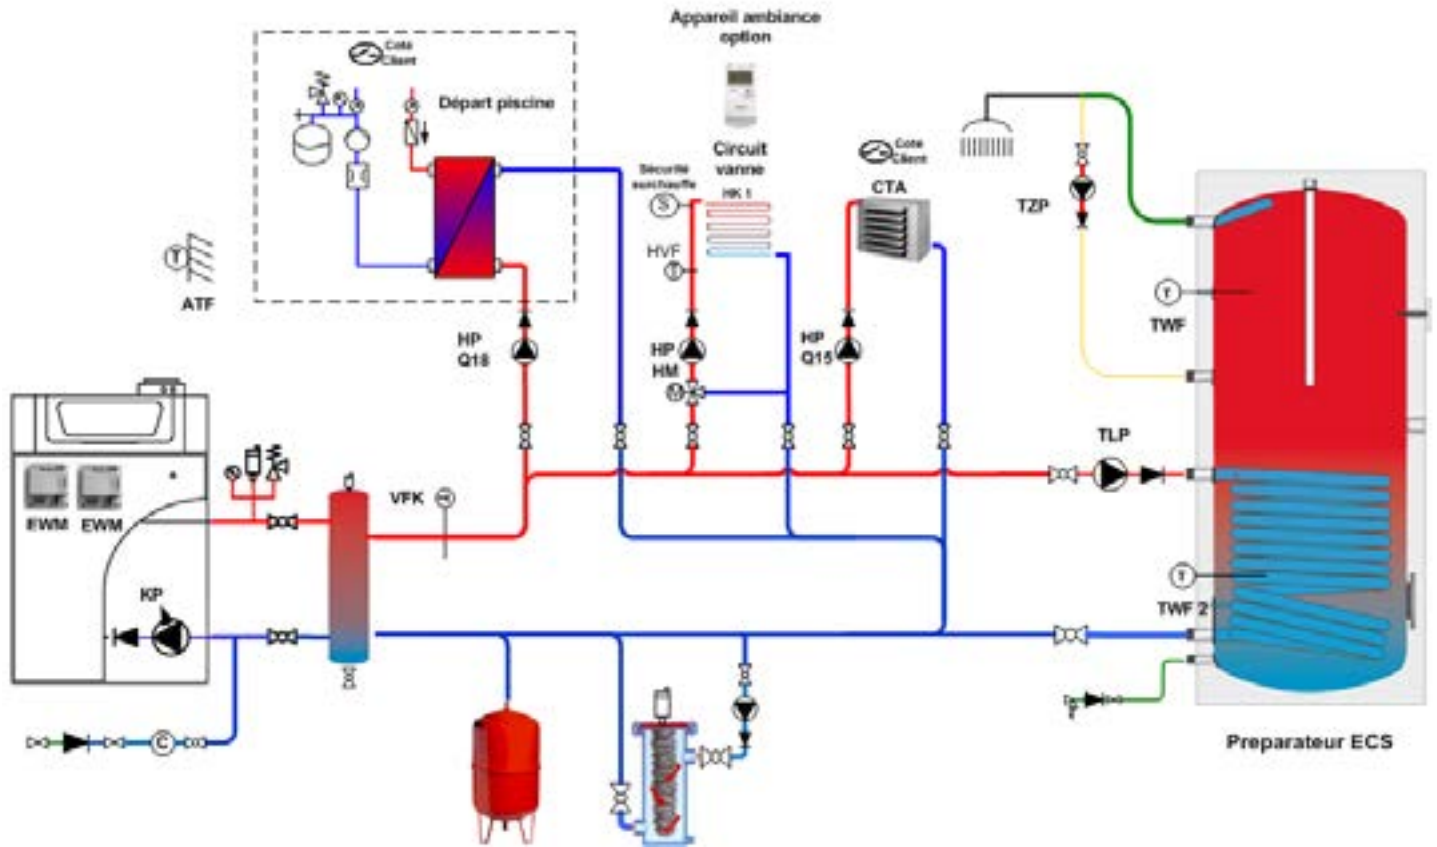 Appareil ambiance
option
Coté
Client
Départ piscine
Circuit
vanne
Coté
Client
Sécurité
surchauffe
HK 1
CTA
S
TZP
HVF
T
ATF
T
TWF
HP
Q18
HP
HM
M
HP
Q15
TLP
VFK
EWM
EWM
KP
T
TWF 2
C
Preparateur ECS